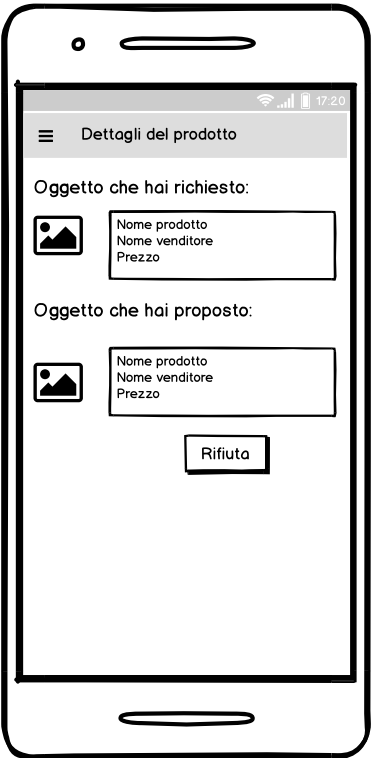 17:20
Dettagli del prodotto
Oggetto che hai richiesto:
Nome prodotto
Nome venditore
Prezzo
Oggetto che hai proposto:
Nome prodotto
Nome venditore
Prezzo
Rifiuta